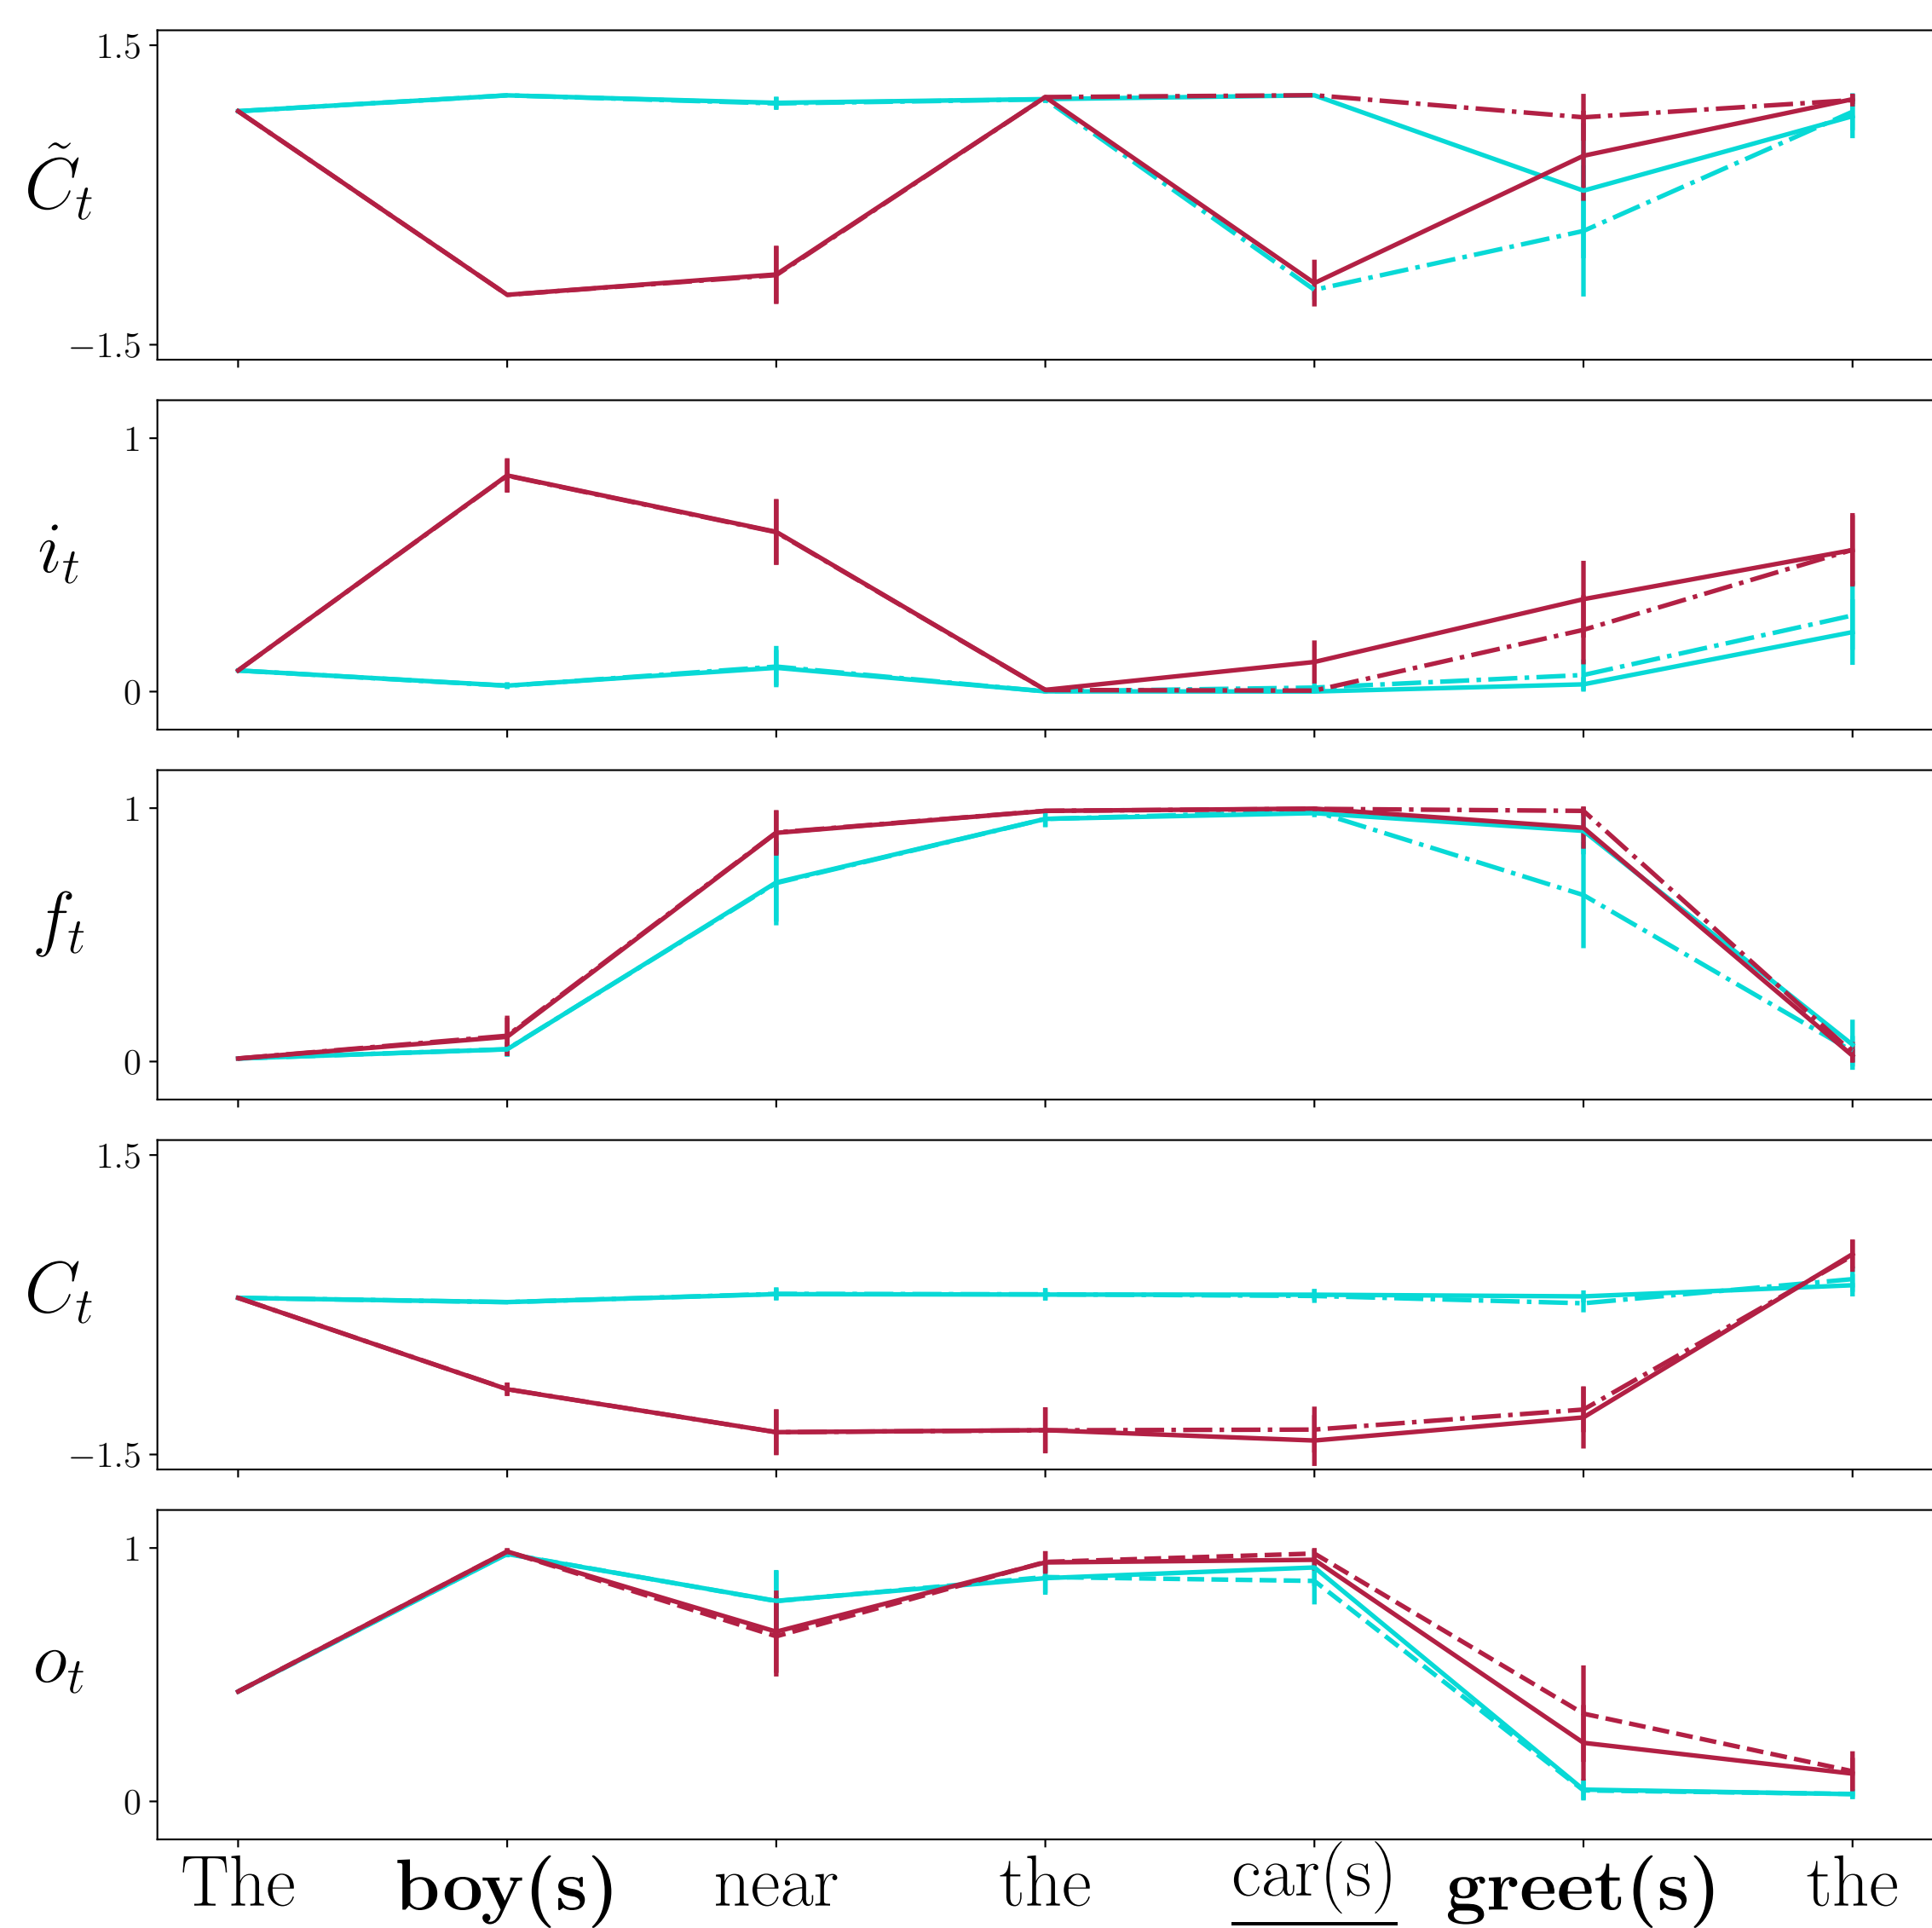 1.5
C̃t
−1.5
1
it
0
1
ft
0
1.5
Ct
−1.5
1
ot
0
The boy(s) near the car(s) greet(s) the